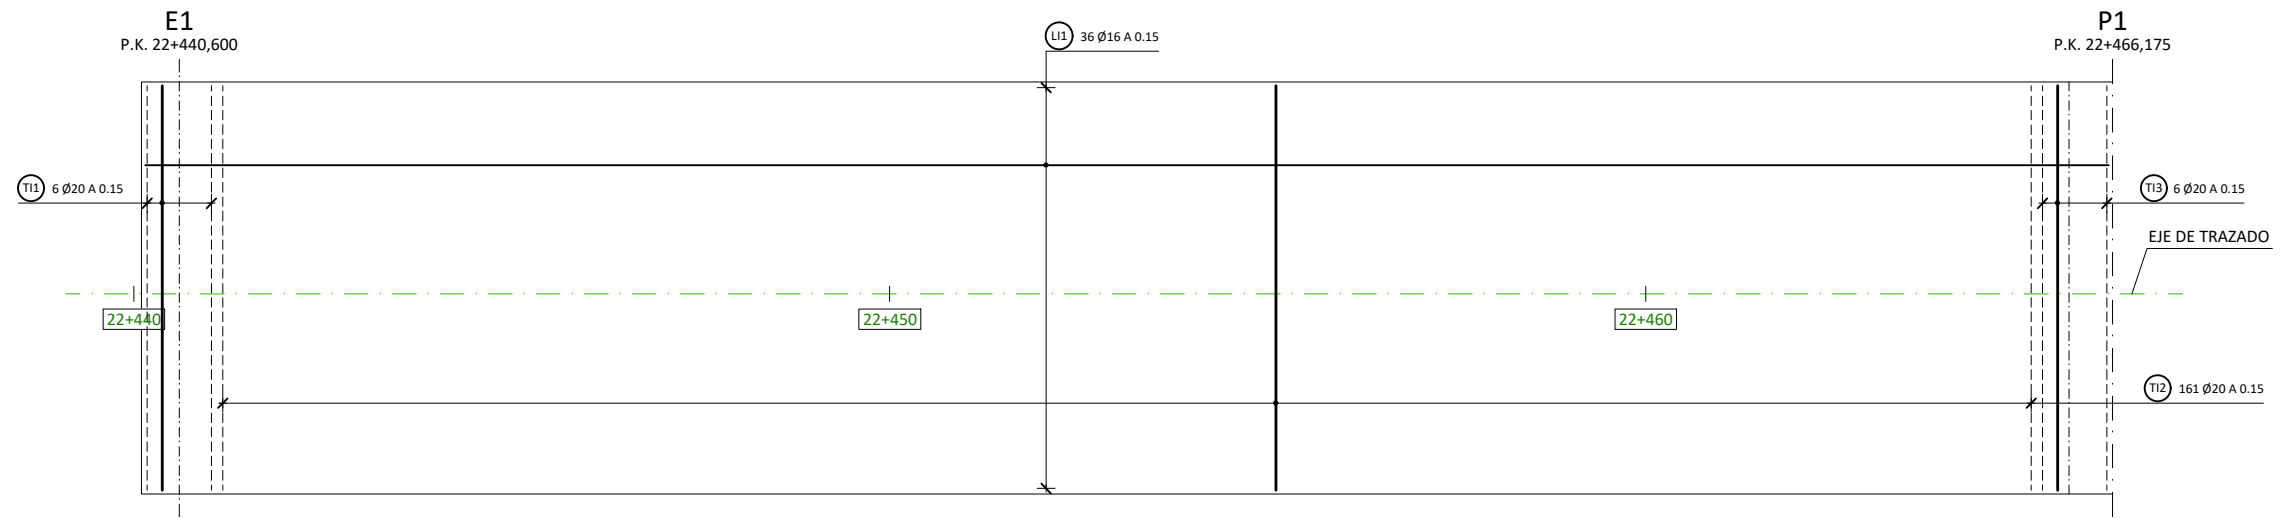 E1
P.K. 22+440,600
LI1 36 Ø16 A 0.15
P1
P.K. 22+466,175
TI1 6 Ø20 A 0.15
TI3 6 Ø20 A 0.15
EJE DE TRAZADO
22+440
22+450
22+460
TI2 161 Ø20 A 0.15